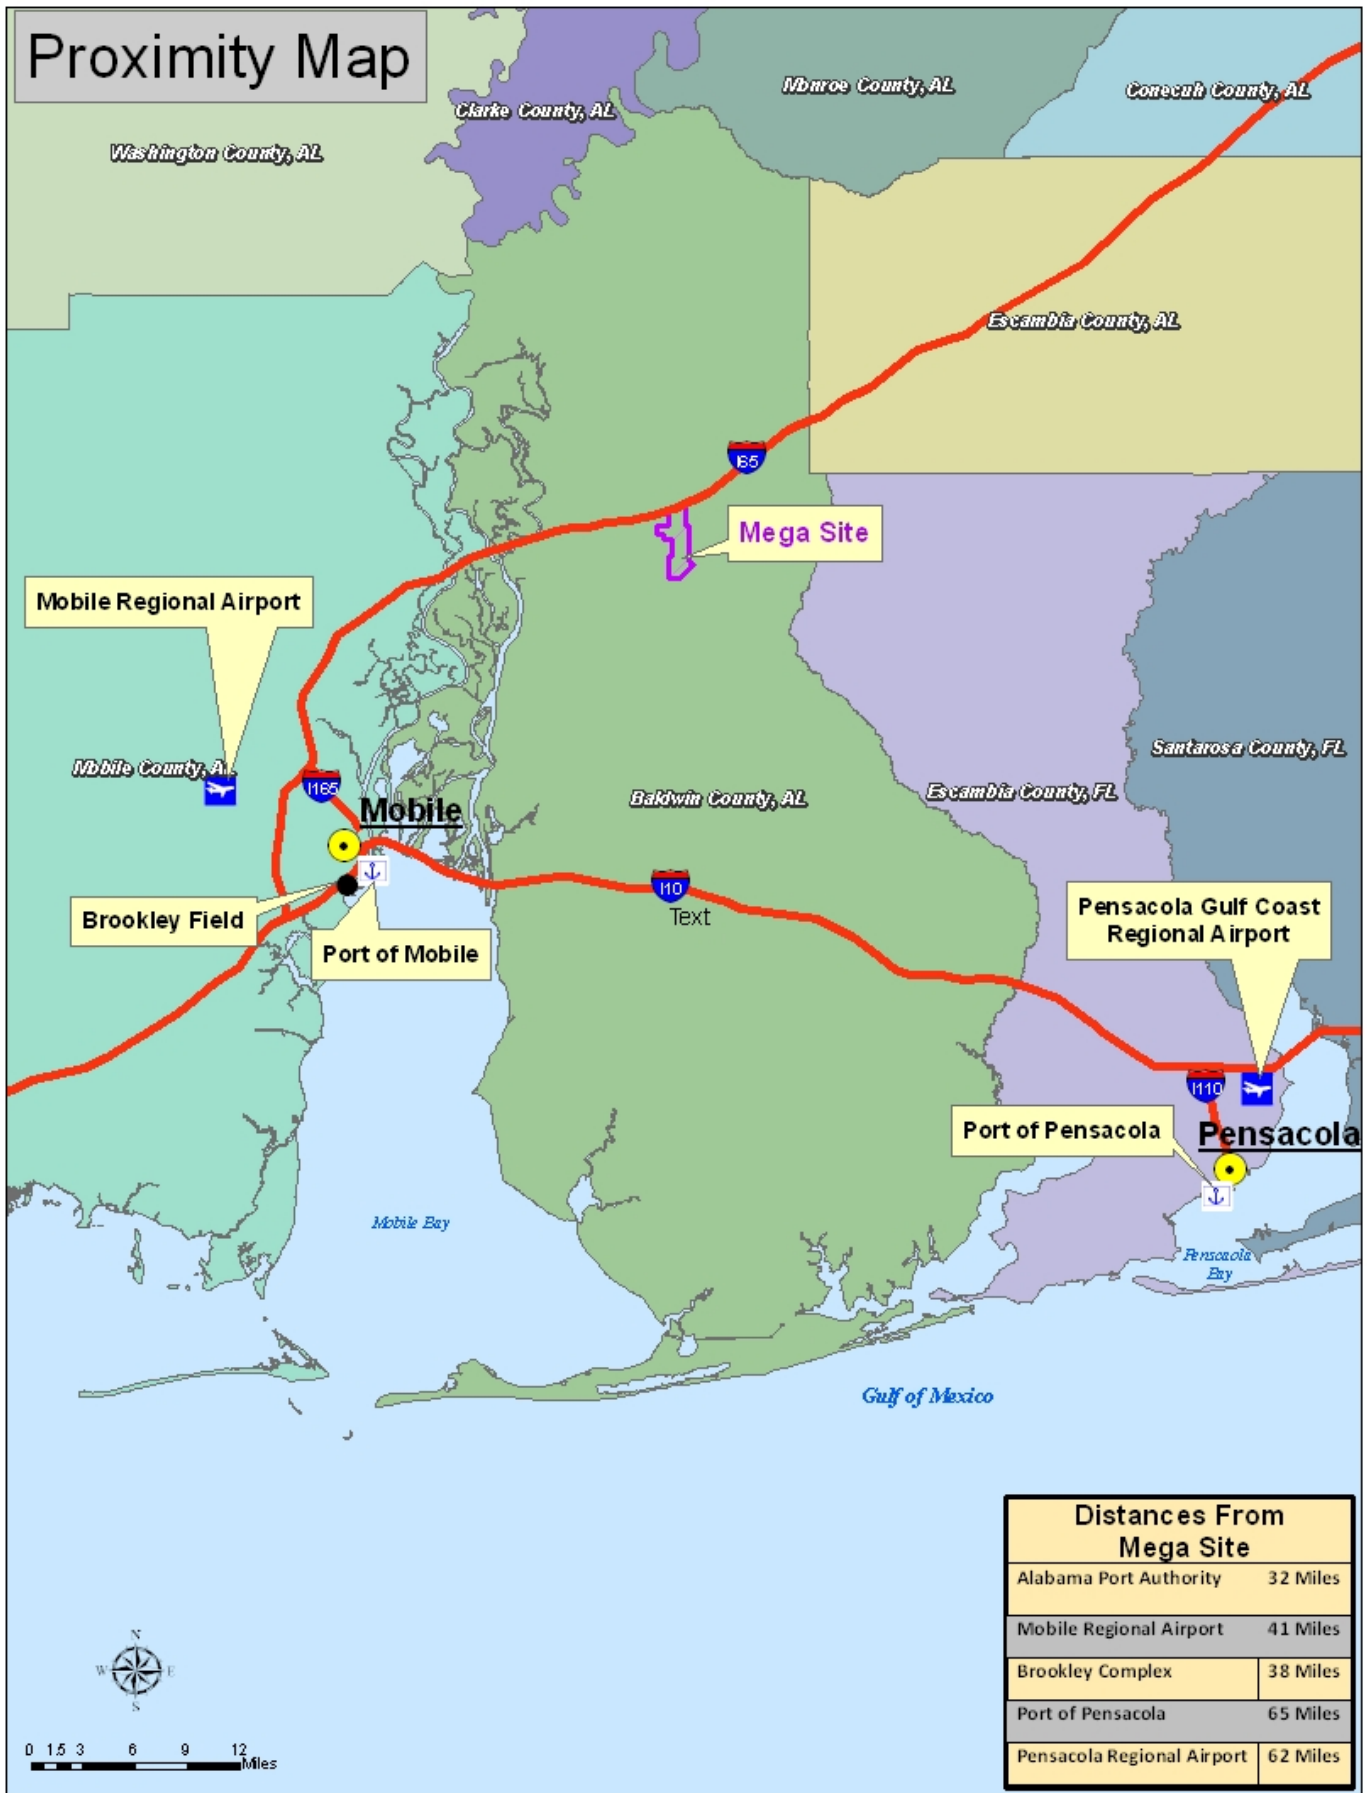 Proximity Map
Clarke County, AL
Monroe County, AL
Conecuh County, AL
Washington County, AL
Escambia County, AL
I65
Mega Site
Mobile Regional Airport
Mobile County, AL
Santarosa County, FL
I165
Mobile
Baldwin County, AL
Escambia County, FL
I10
Text
Brookley Field
Port of Mobile
Pensacola Gulf Coast
Regional Airport
I110
Port of Pensacola
Pensacola
Mobile Bay
Pensacola
Bay
Gulf of Mexico
Distances From
Mega Site
Alabama Port Authority 32 Miles
Mobile Regional Airport 41 Miles
Brookley Complex 38 Miles
Port of Pensacola 65 Miles
Pensacola Regional Airport 62 Miles
N
W E
S
0 1.5 3 6 9 12
Miles